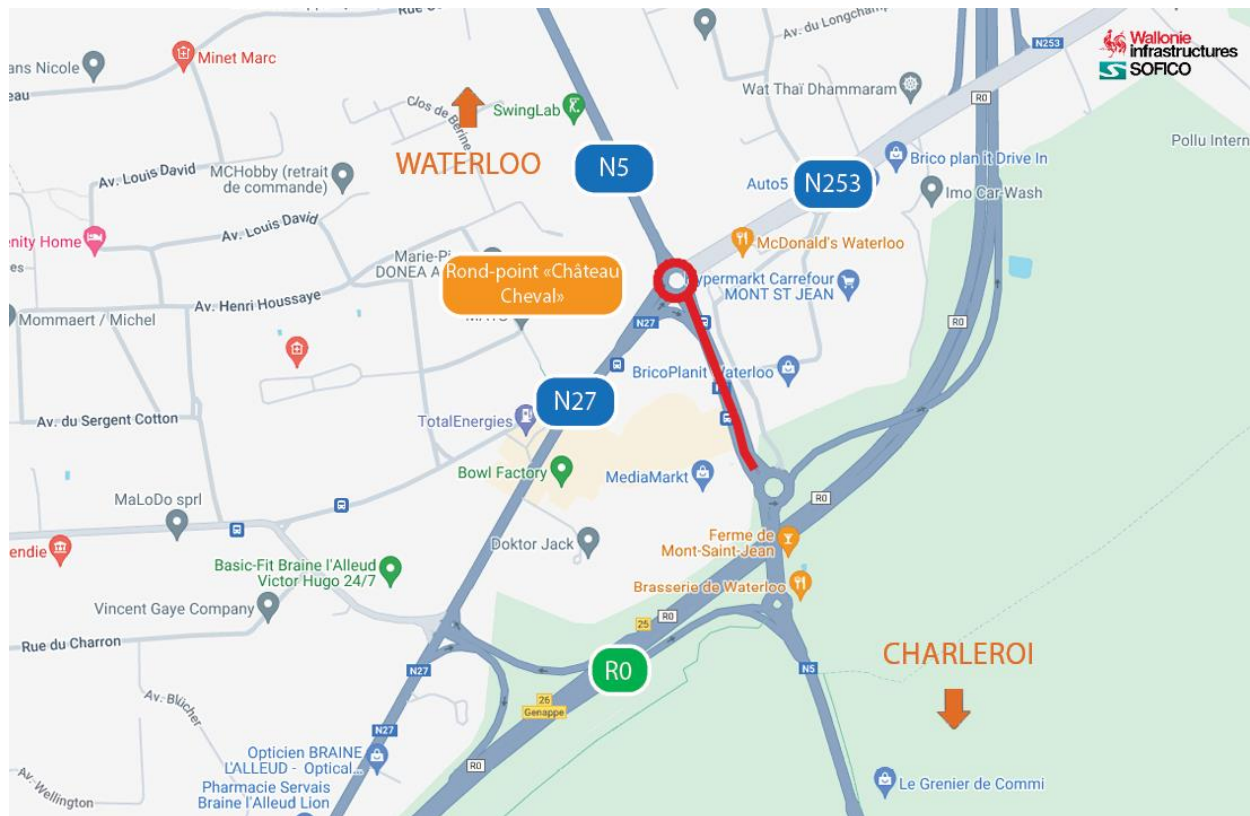 Minet Marc
ans Nicole
eau
Av. du Longchamp
N253
Wallonie
infrastructures
SOFICO
Wat Thaï Dhammaram
R0
SwingLab
Clos de Bérine
Pollu Intern
WATERLOO
N5
Brico plan it Drive In
Av. Louis David
MCHobby (retrait
de commande)
Auto5
N253
Imo Car-Wash
Av. Louis David
enity Home
es
McDonald's Waterloo
DONEA A
Rond-point «Château
Cheval»
ypermarkt Carrefour
MONT ST JEAN
Av. Henri Houssaye
Mommaert / Michel
N27
R0
BricoPlanit Waterloo
N27
Av. du Sergent Cotton
TotalEnergies
Bowl Factory
MediaMarkt
MaLoDo sprl
R0
endie
Doktor Jack
Ferme de
Mont-Saint-Jean
Basic-Fit Braine l'Alleud
Victor Hugo 24/7
Brasserie de Waterloo
Vincent Gaye Company
R0
25
Rue du Charron
N27
R0
N5
CHARLEROI
Av. Blücher
26
Genappe
N27
Opticien BRAINE
L'ALLEUD - Optical...
R0
Av. Wellington
Pharmacie Servais
Braine l'Alleud Lion
Le Grenier de Commi